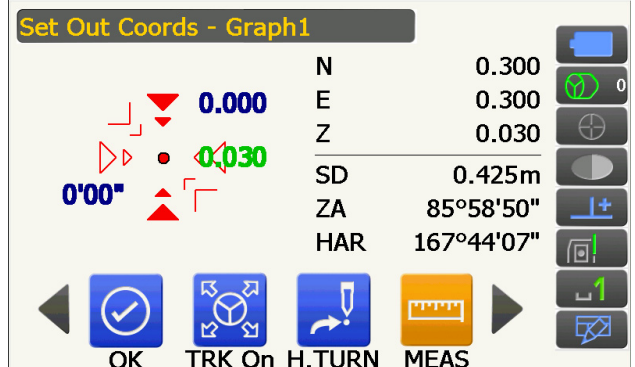 Set Out Coords - Graph1
N 0.300
E 0.300
Z 0.030
SD 0.425m
ZA 85°58'50"
HAR 167°44'07"
0.000
0.030
0'00"
0
1
OK TRK On H.TURN MEAS